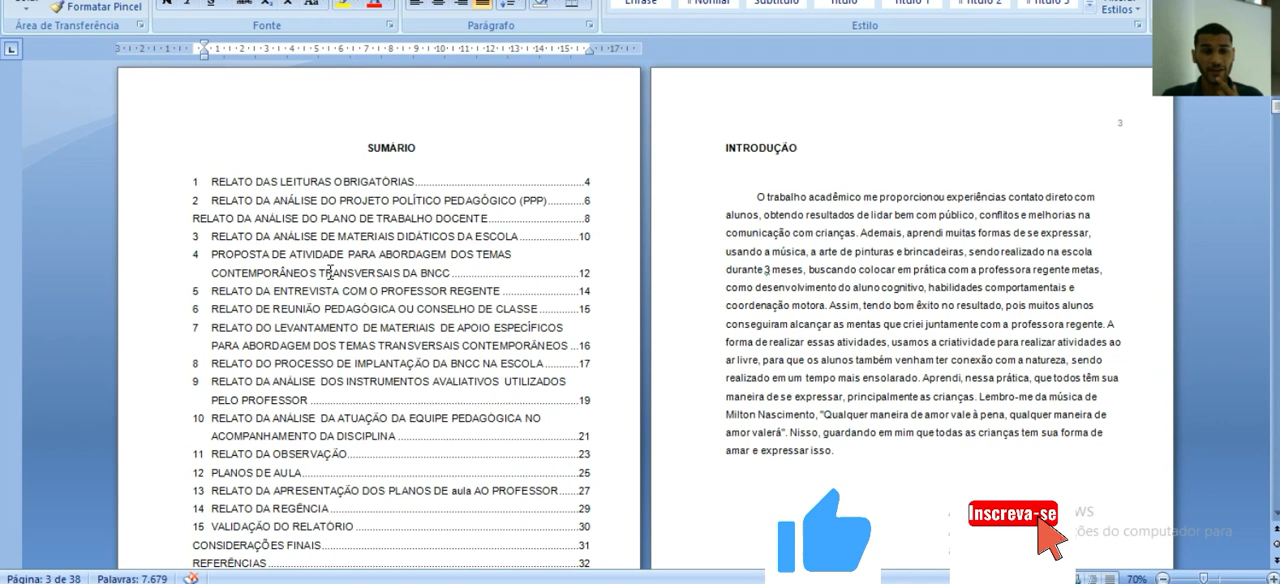 Formatar Pincel
Área de Transferência
Fonte
Parágrafo
Estilo
Ênfase
¶ Normal
Subtítulo
Título
Título 1
Título 2
Título 3
Estilos
SUMÁRIO
1 RELATO DAS LEITURAS OBRIGATÓRIAS...4
2 RELATO DA ANÁLISE DO PROJETO POLÍTICO PEDAGÓGICO (PPP)...6
RELATO DA ANÁLISE DO PLANO DE TRABALHO DOCENTE...8
3 RELATO DA ANÁLISE DE MATERIAIS DIDÁTICOS DA ESCOLA...10
4 PROPOSTA DE ATIVIDADE PARA ABORDAGEM DOS TEMAS
CONTEMPORÂNEOS TRANSVERSAIS DA BNCC...12
5 RELATO DA ENTREVISTA COM O PROFESSOR REGENTE...14
6 RELATO DE REUNIÃO PEDAGÓGICA OU CONSELHO DE CLASSE...15
7 RELATO DO LEVANTAMENTO DE MATERIAIS DE APOIO ESPECÍFICOS
PARA ABORDAGEM DOS TEMAS TRANSVERSAIS CONTEMPORÂNEOS...16
8 RELATO DO PROCESSO DE IMPLANTAÇÃO DA BNCC NA ESCOLA...17
9 RELATO DA ANÁLISE DOS INSTRUMENTOS AVALIATIVOS UTILIZADOS
PELO PROFESSOR...19
10 RELATO DA ANÁLISE DA ATUAÇÃO DA EQUIPE PEDAGÓGICA NO
ACOMPANHAMENTO DA DISCIPLINA...21
11 RELATO DA OBSERVAÇÃO...23
12 PLANOS DE AULA...25
13 RELATO DA APRESENTAÇÃO DOS PLANOS DE aula AO PROFESSOR...27
14 RELATO DA REGÊNCIA...29
15 VALIDAÇÃO DO RELATÓRIO...30
CONSIDERAÇÕES FINAIS...31
REFERÊNCIAS...32
3
INTRODUÇÃO
O trabalho acadêmico me proporcionou experiências contato direto com
alunos, obtendo resultados de lidar bem com público, conflitos e melhorias na
comunicação com crianças. Ademais, aprendi muitas formas de se expressar,
usando a música, a arte de pinturas e brincadeiras, sendo realizado na escola
durante 3 meses, buscando colocar em prática com a professora regente metas,
como desenvolvimento do aluno cognitivo, habilidades comportamentais e
coordenação motora. Assim, tendo bom êxito no resultado, pois muitos alunos
conseguiram alcançar as mentas que criei juntamente com a professora regente. A
forma de realizar essas atividades, usamos a criatividade para realizar atividades ao
ar livre, para que os alunos também venham ter conexão com a natureza, sendo
realizado em um tempo mais ensolarado. Aprendi, nessa prática, que todos têm sua
maneira de se expressar, principalmente as crianças. Lembro-me da música de
Milton Nascimento, "Qualquer maneira de amor vale à pena, qualquer maneira de
amor valerá". Nisso, guardando em mim que todas as crianças tem sua forma de
amar e expressar isso.
Inscreva-se
ções do computador para
Página: 3 de 38
Palavras: 7.679
70%